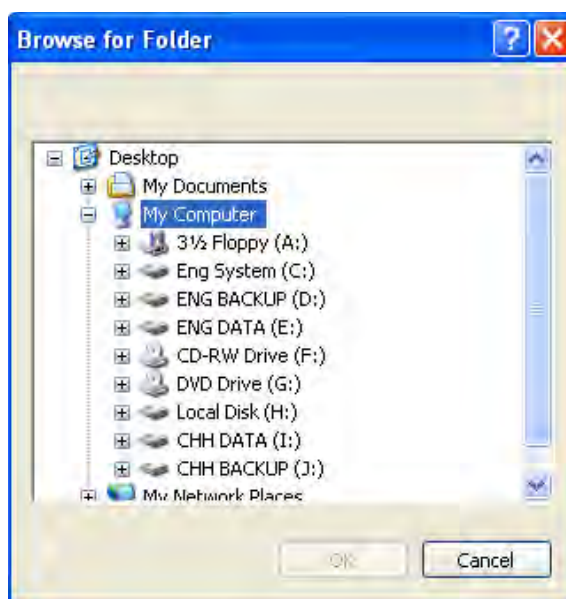 Browse for Folder
Desktop
My Documents
My Computer
3½ Floppy (A:)
Eng System (C:)
ENG BACKUP (D:)
ENG DATA (E:)
CD-RW Drive (F:)
DVD Drive (G:)
Local Disk (H:)
CHH DATA (I:)
CHH BACKUP (J:)
My Network Places
OK Cancel